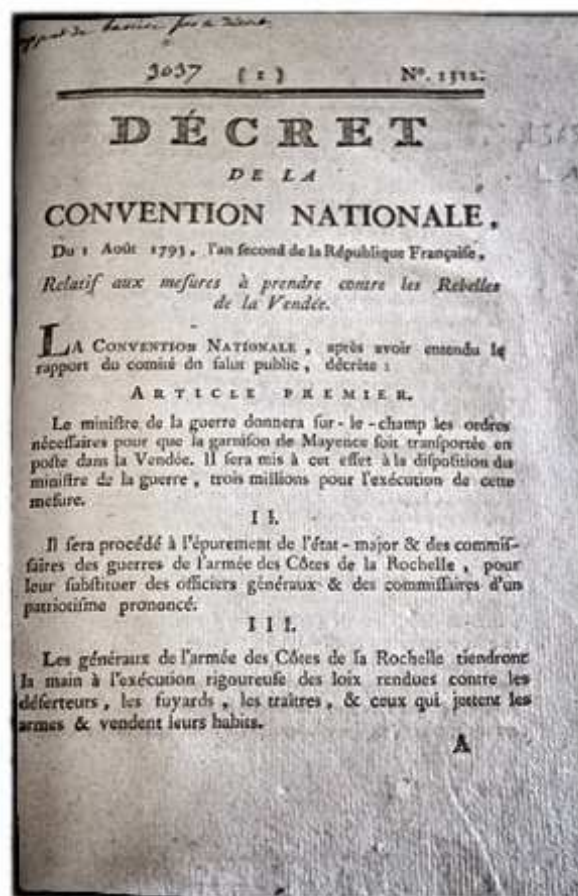 3037 ( 1 ) N°. 1312.
DÉCRET
DE LA
CONVENTION NATIONALE,
Du 1 Août 1793, l'an second de la République Française,
Relatif aux meſures à prendre contre les Rebelles
de la Vendée.
LA CONVENTION NATIONALE, après avoir entendu le
rapport du comité du ſalut public, décrète :
ARTICLE PREMIER.
Le miniſtre de la guerre donnera ſur-le-champ les ordres
néceſſaires pour que la garniſon de Mayence ſoit tranſportée en
poſte dans la Vendée. Il ſera mis à cet effet à la diſpoſition du
miniſtre de la guerre, trois millions pour l'exécution de cette
meſure.
II.
Il ſera procédé à l'épurement de l'état-major & des commiſ-
ſaires des guerres de l'armée des Côtes de la Rochelle, pour
leur ſubſtituer des officiers généraux & des commiſſaires d'un
patriotiſme prononcé.
III.
Les généraux de l'armée des Côtes de la Rochelle tiendront
la main à l'exécution rigoureuſe des loix rendues contre les
déſerteurs, les fuyards, les traîtres, & ceux qui jettent les
armes & vendent leurs habits.
A